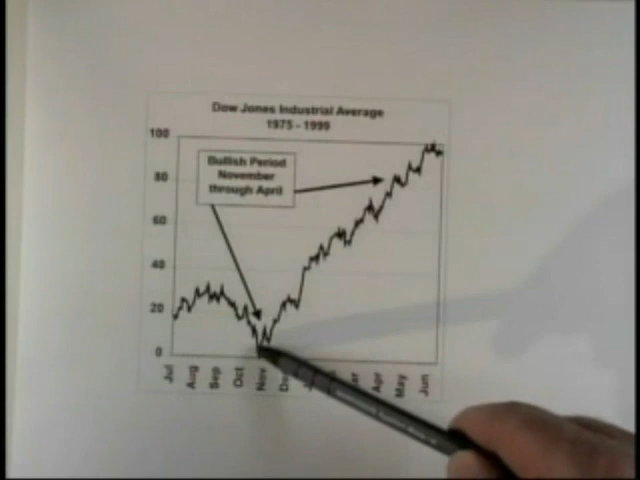 Dow Jones Industrial Average
1975 - 1999
100
80
60
40
20
0
Bullish Period
November
through April
Jul
Aug
Sep
Oct
Nov
Apr
May
Jun